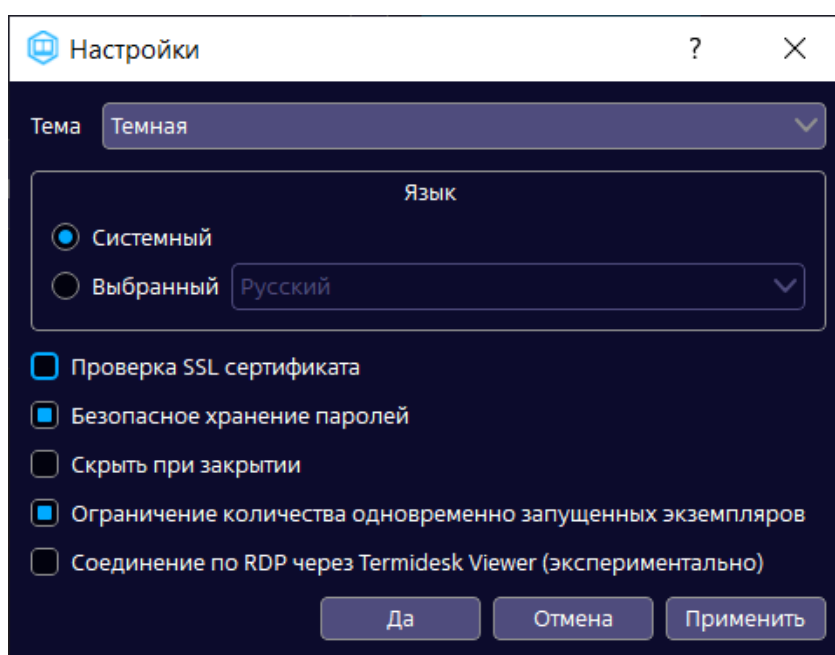 Настройки ?
Тема Темная
Язык
Системный
Выбранный Русский
Проверка SSL сертификата
Безопасное хранение паролей
Скрыть при закрытии
Ограничение количества одновременно запущенных экземпляров
Соединение по RDP через Termidesk Viewer (экспериментально)
Да Отмена Применить